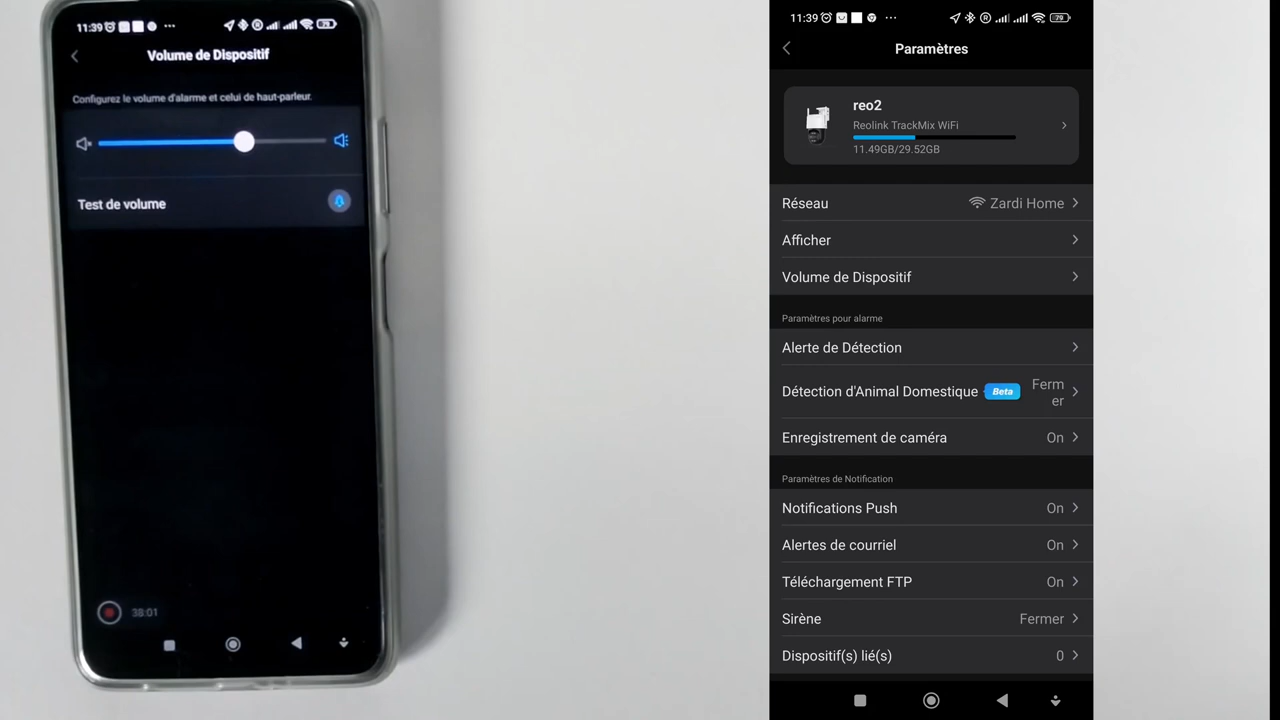 11:39
Volume de Dispositif
Configurez le volume d'alarme et celui de haut-parleur.
Test de volume
38:01
11:39
79
Paramètres
reo2
Reolink TrackMix WiFi
11.49GB/29.52GB
Réseau Zardi Home
Afficher
Volume de Dispositif
Paramètres pour alarme
Alerte de Détection
Détection d'Animal Domestique Beta Ferm
er
Enregistrement de caméra On
Paramètres de Notification
Notifications Push On
Alertes de courriel On
Téléchargement FTP On
Sirène Fermer
Dispositif(s) lié(s) 0